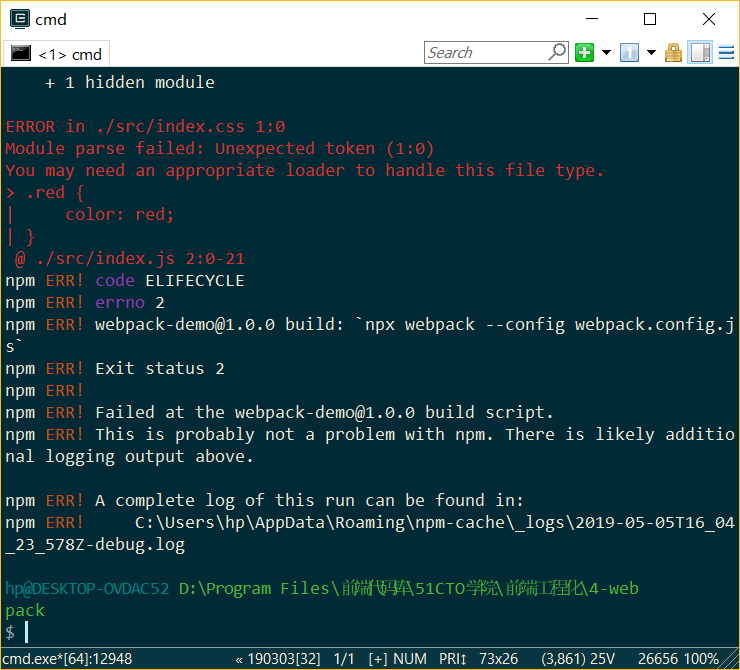 cmd
<1> cmd
Search
+ 1 hidden module
ERROR in ./src/index.css 1:0
Module parse failed: Unexpected token (1:0)
You may need an appropriate loader to handle this file type.
> .red {
|     color: red;
| }
 @ ./src/index.js 2:0-21
npm ERR! code ELIFECYCLE
npm ERR! errno 2
npm ERR! webpack-demo@1.0.0 build: `npx webpack --config webpack.config.j
s`
npm ERR! Exit status 2
npm ERR!
npm ERR! Failed at the webpack-demo@1.0.0 build script.
npm ERR! This is probably not a problem with npm. There is likely additio
nal logging output above.
npm ERR! A complete log of this run can be found in:
npm ERR!     C:\Users\hp\AppData\Roaming\npm-cache\_logs\2019-05-05T16_04
_23_578Z-debug.log
hp@DESKTOP-OVDAC52 D:\Program Files\前端代码库\51CTO学院\前端工程化\4-web
pack
$
cmd.exe*[64]:12948 « 190303[32] 1/1 [+] NUM PRI↕ 73x26 (3,861) 25V 26656 100%